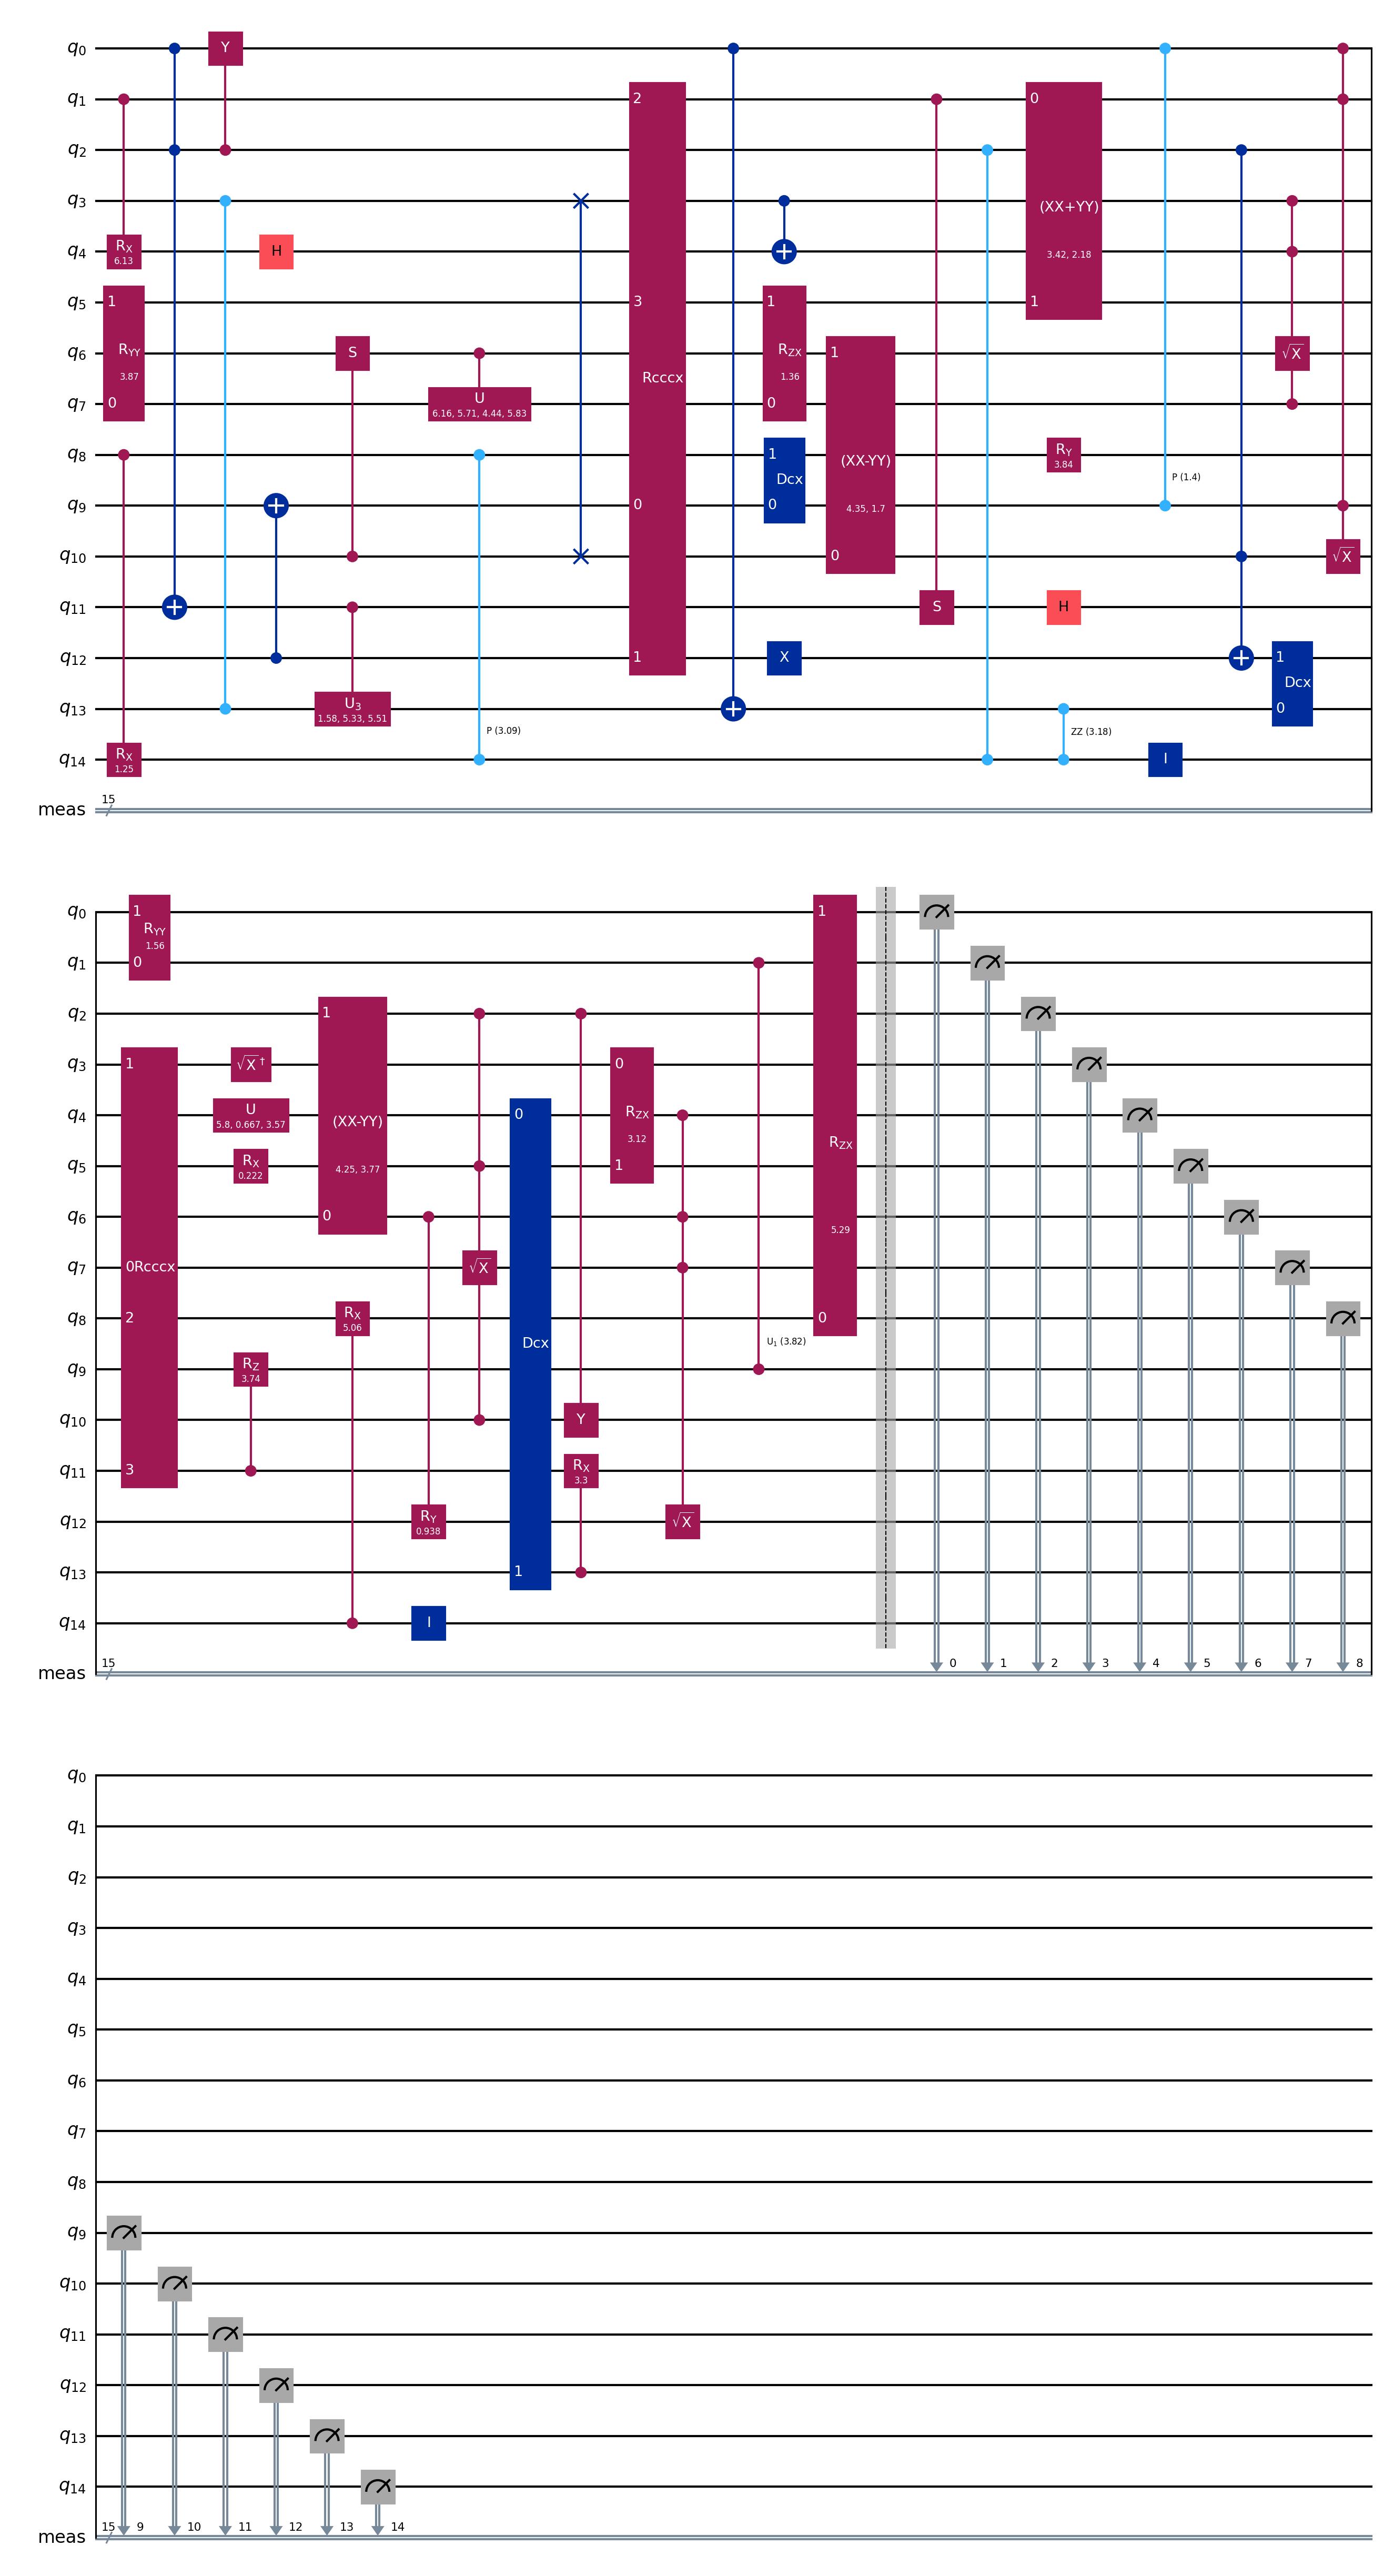 q0 Y
q1 2 0
q2
q3 (XX+YY)
q4 RX 6.13 H 3.42, 2.18
q5 1 3 1 1
q6 RYY 3.87 S RZX 1.36 1 √X
q7 0 U 6.16, 5.71, 4.44, 5.83 Rcccx 0
q8 1 (XX-YY) RY 3.84
q9 0 Dcx 0 4.35, 1.7 P (1.4)
q10 0 √X
q11 S H
q12 1 X 1
q13 U3 1.58, 5.33, 5.51 Dcx 0
q14 RX 1.25 P (3.09) ZZ (3.18) I
meas 15
q0 1 1
q1 RYY 1.56 0
q2 1
q3 1 √X† 0
q4 U 5.8, 0.667, 3.57 (XX-YY) 0 RZX 3.12
q5 RX 0.222 4.25, 3.77 1 RZX
q6 0 5.29
q7 0 Rcccx √X
q8 2 RX 5.06 Dcx 0
q9 RZ 3.74 U1 (3.82)
q10 Y
q11 3 RX 3.3
q12 RY 0.938 √X
q13 1
q14 I
meas 15 0 1 2 3 4 5 6 7 8
q0
q1
q2
q3
q4
q5
q6
q7
q8
q9
q10
q11
q12
q13
q14
meas 15 9 10 11 12 13 14